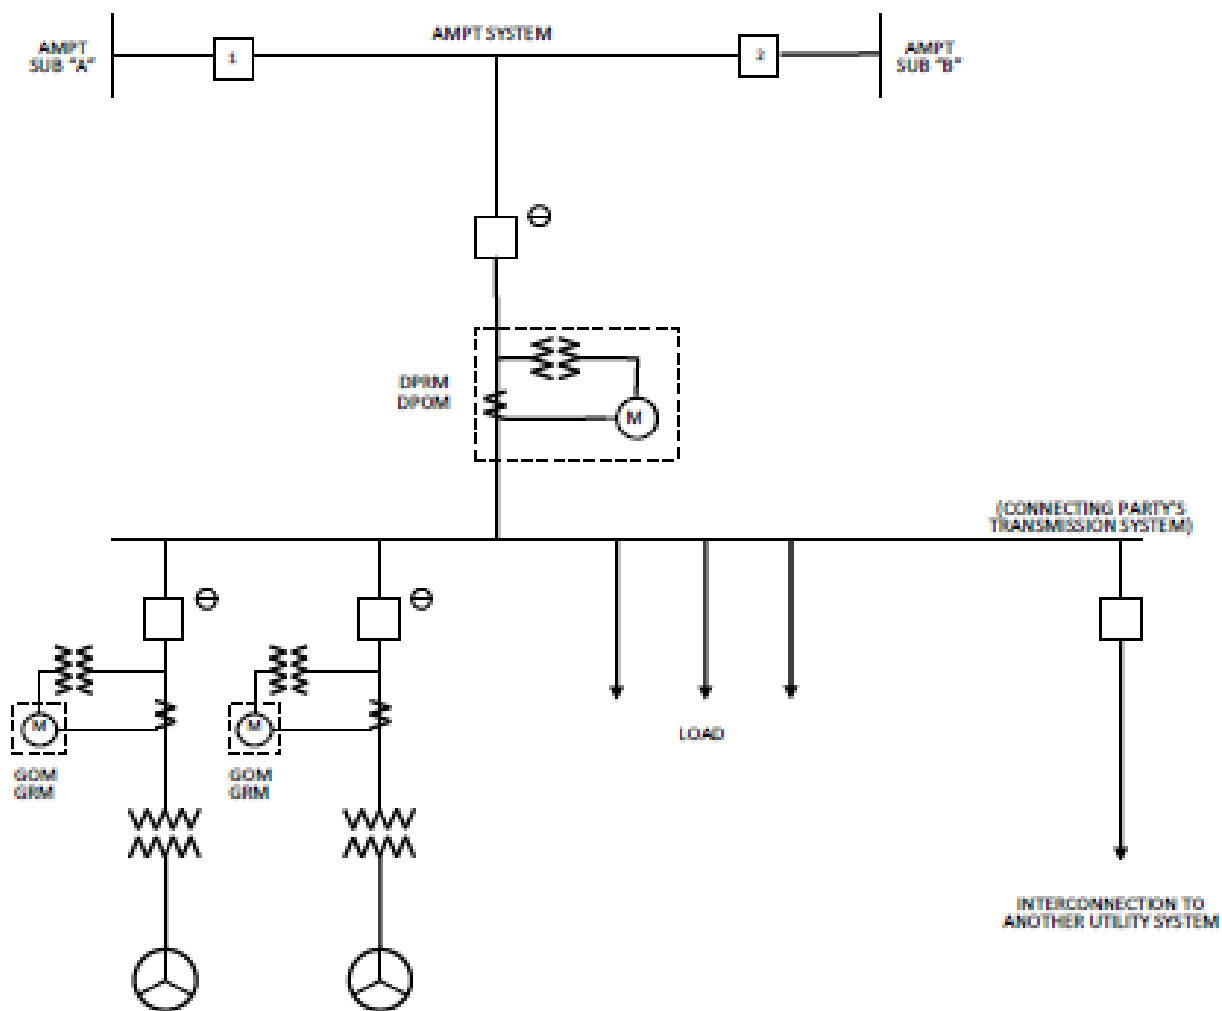 AMPT SYSTEM
AMPT
SUB "A"
1
2
AMPT
SUB "B"
DPRM
DPOM
M
(CONNECTING PARTY'S
TRANSMISSION SYSTEM)
M
M
GOM
GRM
GOM
GRM
LOAD
INTERCONNECTION TO
ANOTHER UTILITY SYSTEM